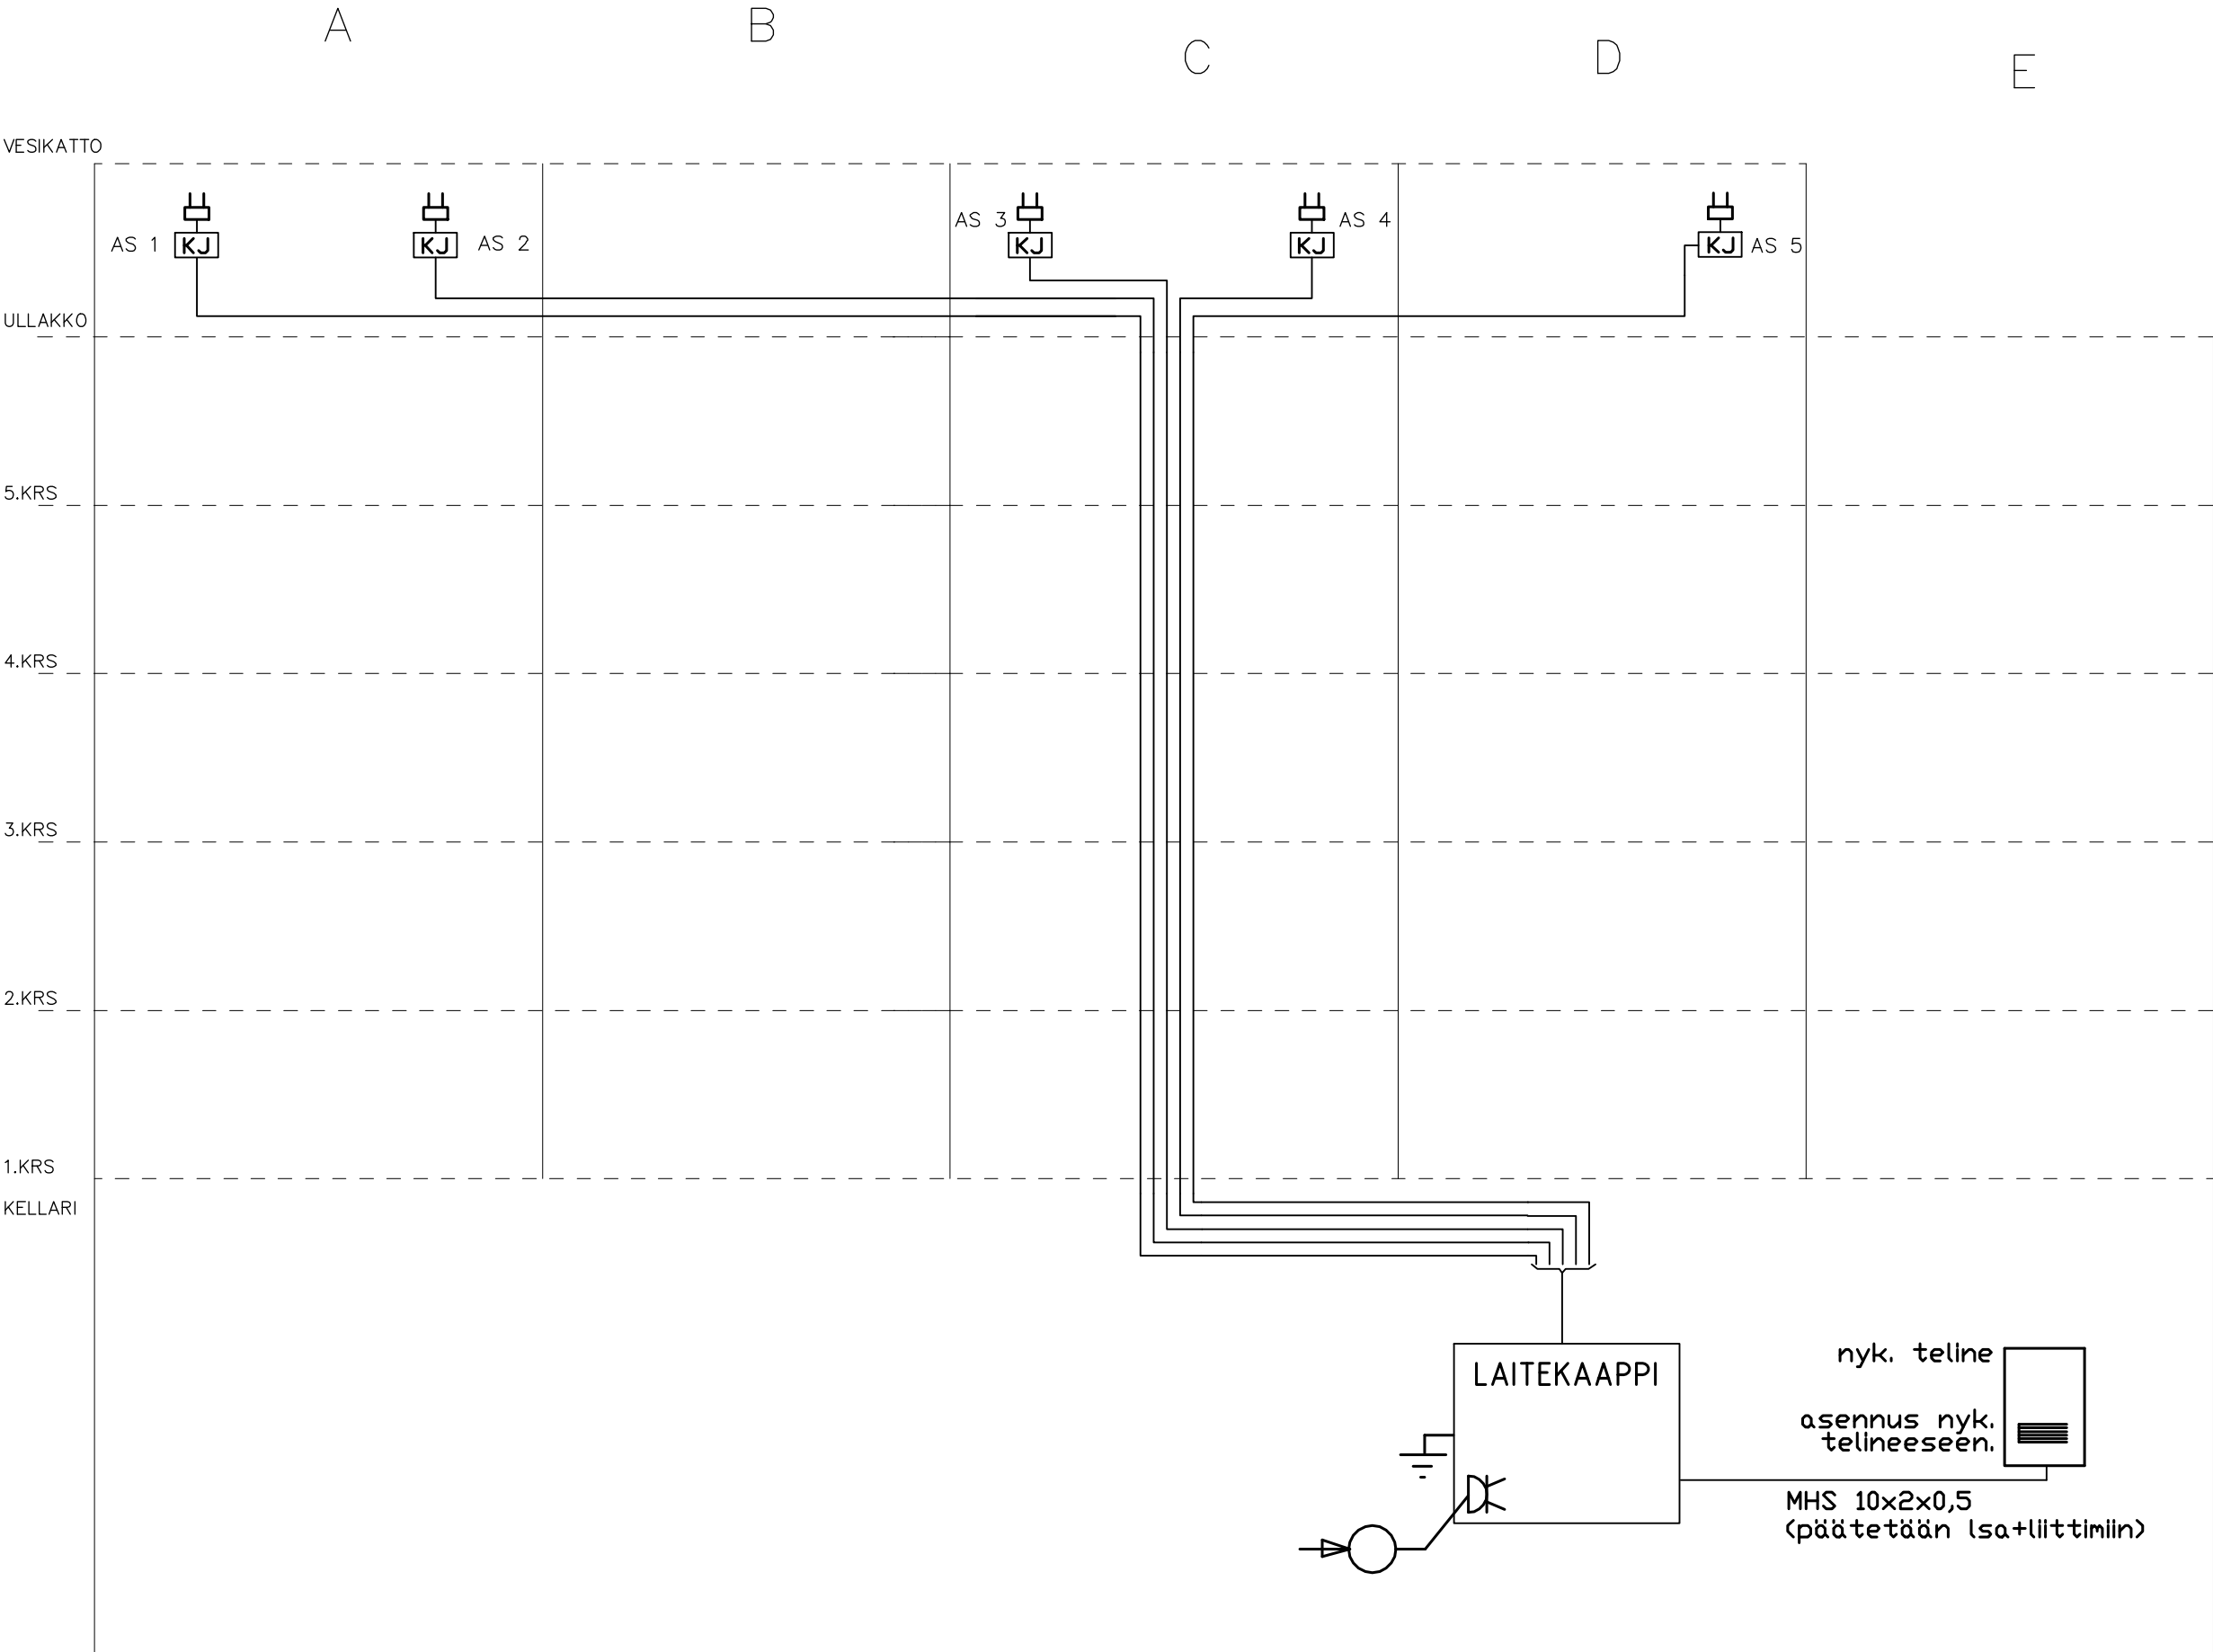 A
B
C
D
E
VESIKATTO
AS 1 KJ
KJ AS 2
AS 3 KJ
KJ AS 4
KJ AS 5
ULLAKKO
5.KRS
4.KRS
3.KRS
2.KRS
1.KRS
KELLARI
LAITEKAAPPI
nyk. teline
asennus nyk.
telineeseen.
MHS 10x2x0,5
(päätetään lsa+liittimiin)